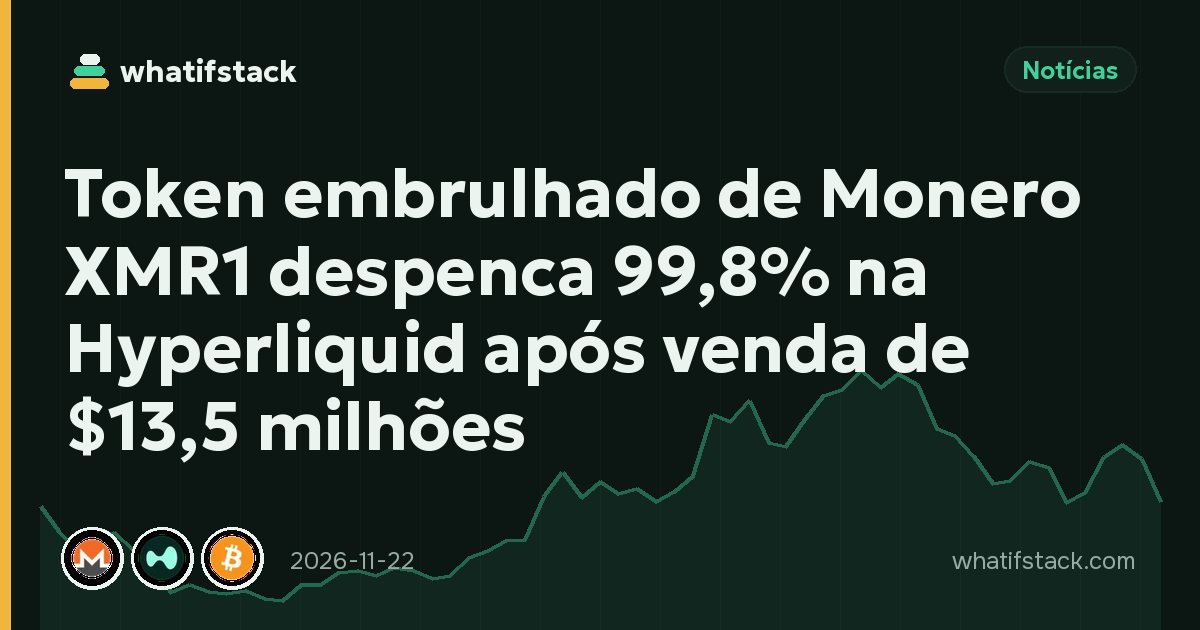 whatifstack
Notícias
Token embrulhado de Monero
XMR1 despenca 99,8% na
Hyperliquid após venda de
$13,5 milhões
2026-11-22
whatifstack.com